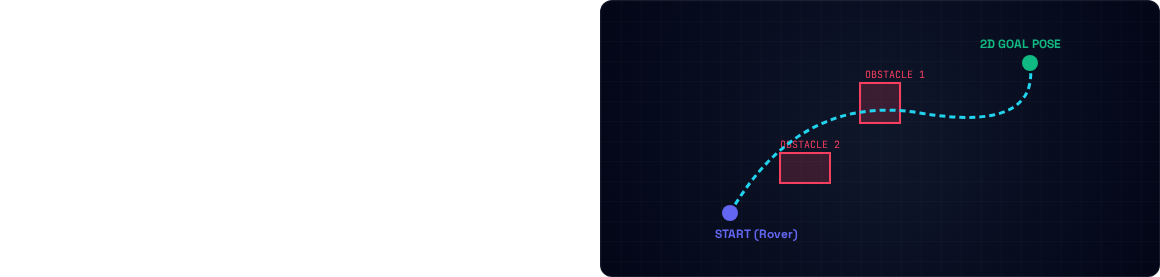 2D GOAL POSE
OBSTACLE 1
OBSTACLE 2
START (Rover)